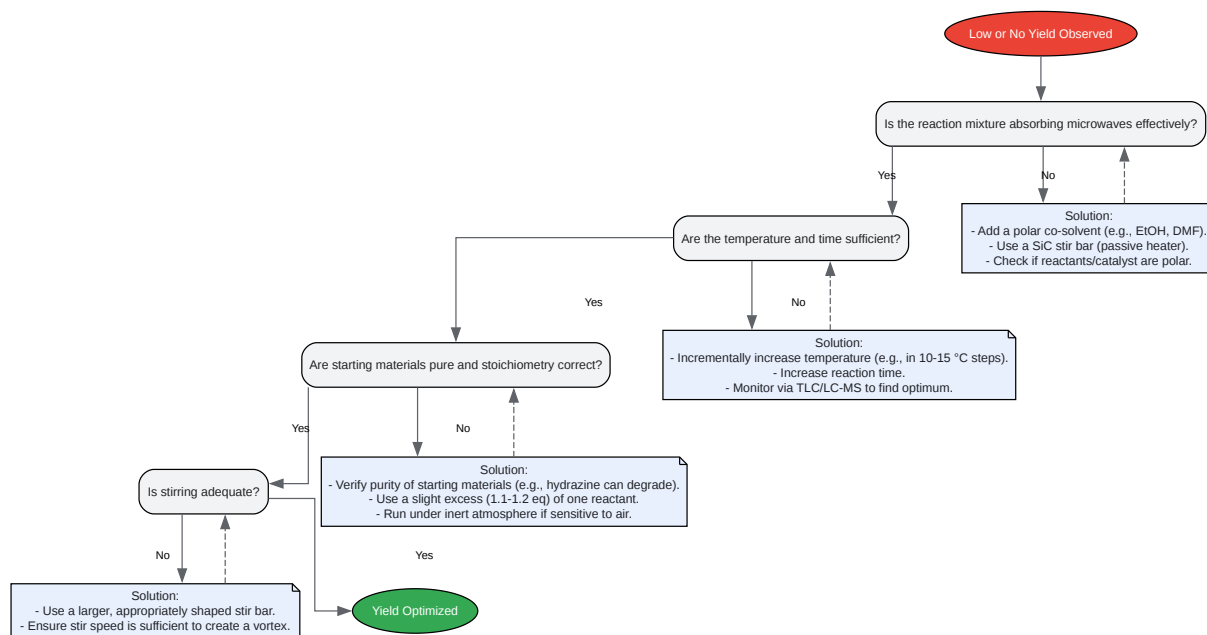 Low or No Yield Observed
Is the reaction mixture absorbing microwaves effectively?
Yes
No
Solution:
- Add a polar co-solvent (e.g., EtOH, DMF).
- Use a SiC stir bar (passive heater).
- Check if reactants/catalyst are polar.
Are the temperature and time sufficient?
Yes
No
Solution:
- Incrementally increase temperature (e.g., in 10-15 °C steps).
- Increase reaction time.
- Monitor via TLC/LC-MS to find optimum.
Are starting materials pure and stoichiometry correct?
Yes
No
Solution:
- Verify purity of starting materials (e.g., hydrazine can degrade).
- Use a slight excess (1.1-1.2 eq) of one reactant.
- Run under inert atmosphere if sensitive to air.
Is stirring adequate?
No
Yes
Solution:
- Use a larger, appropriately shaped stir bar.
- Ensure stir speed is sufficient to create a vortex.
Yield Optimized